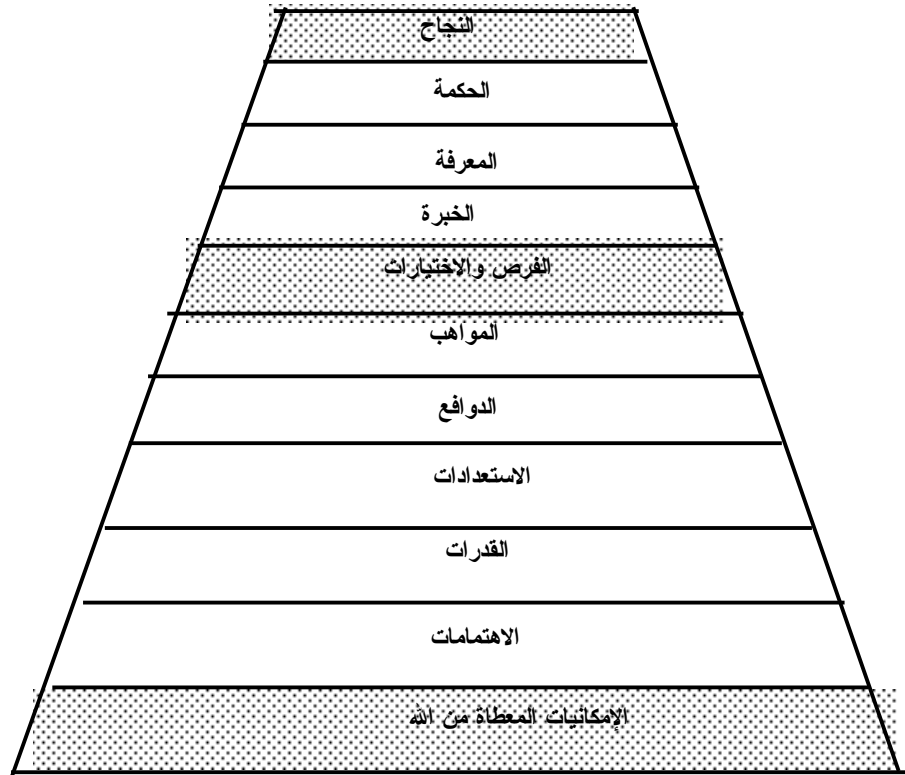 النجاح
الحكمة
المعرفة
الخبرة
الفرص والاختيارات
المواهب
الدوافع
الاستعدادات
القدرات
الاهتمامات
الإمكانيات المعطاة من الله